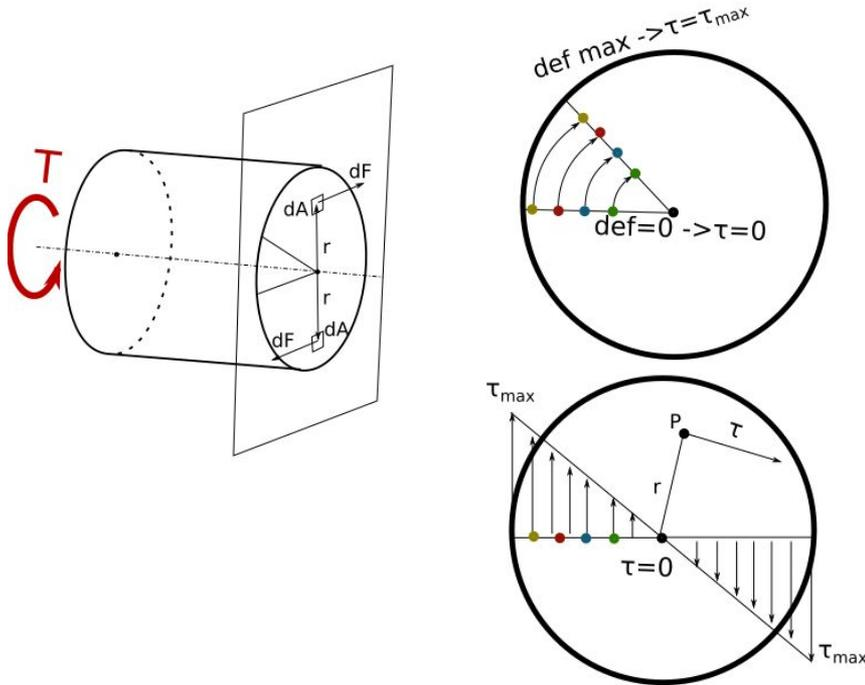 def max ->τ=τmax
T
dF
dA
r
r
dF
dA
def=0 ->τ=0
τmax
P
τ
r
τ=0
τmax